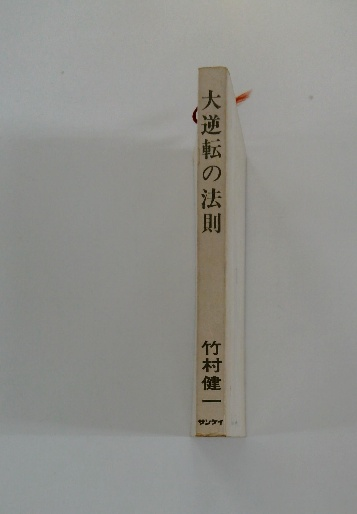 大逆転の法則
竹村健一
サンケイ